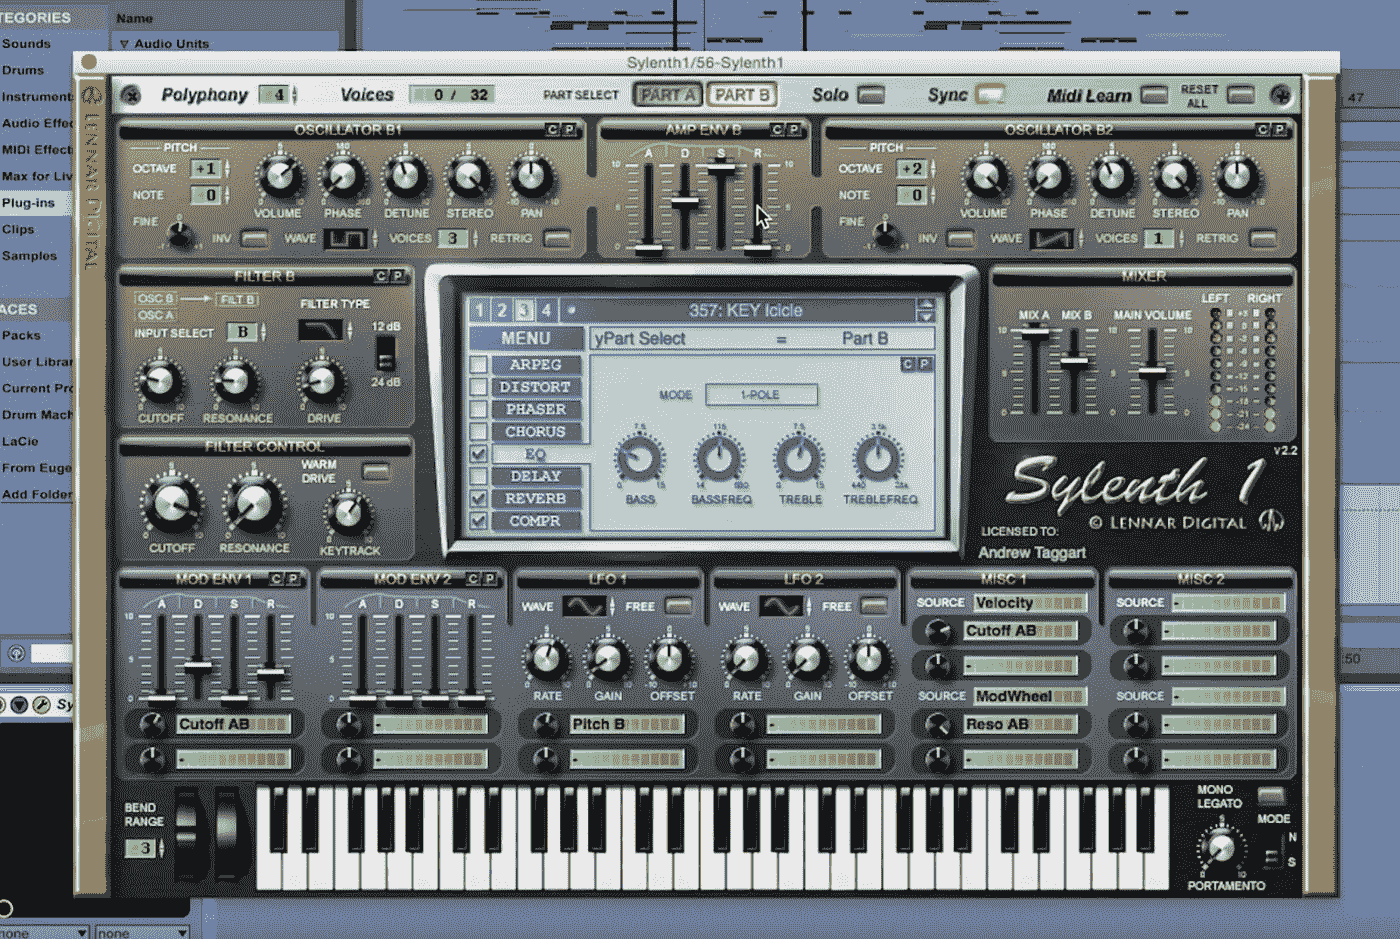 TEGORIES
Name
Sounds
▽ Audio Units
Drums
Instrument
Audio Effec
MIDI Effect
Max for Liv
Plug-ins
Clips
Samples
ACES
Packs
User Librar
Current Pro
Drum Mach
LaCie
From Euge
Add Folder
47
:50
Sy
none
none
Sylenth1/56-Sylenth1
LENNAR DIGITAL
Polyphony 4
Voices 0 / 32
PART SELECT PART A PART B
Solo
Sync
Midi Learn
RESET
ALL
OSCILLATOR B1 C P
PITCH
OCTAVE +1
NOTE 0
FINE
VOLUME PHASE DETUNE STEREO PAN
INV WAVE VOICES 3 RETRIG
AMP ENV B C P
A D S R
OSCILLATOR B2 C P
PITCH
OCTAVE +2
NOTE 0
FINE
VOLUME PHASE DETUNE STEREO PAN
INV WAVE VOICES 1 RETRIG
FILTER B C P
OSC B FILT B
OSC A
INPUT SELECT B
FILTER TYPE
12 dB
24 dB
CUTOFF RESONANCE DRIVE
FILTER CONTROL
WARM
DRIVE
CUTOFF RESONANCE KEYTRACK
1 2 3 4 357: KEY Icicle
MENU
yPart Select = Part B
ARPEG
DISTORT
PHASER
CHORUS
EQ
DELAY
REVERB
COMPR
C P
MODE 1-POLE
BASS BASSFREQ TREBLE TREBLEFREQ
MIXER
LEFT RIGHT
MIX A MIX B MAIN VOLUME
v2.2
Sylenth 1
© LENNAR DIGITAL
LICENSED TO:
Andrew Taggart
MOD ENV 1 C P
A D S R
Cutoff AB
MOD ENV 2 C P
A D S R
LFO 1
WAVE FREE
RATE GAIN OFFSET
Pitch B
LFO 2
WAVE FREE
RATE GAIN OFFSET
MISC 1
SOURCE Velocity
Cutoff AB
SOURCE ModWheel
Reso AB
MISC 2
SOURCE -
SOURCE -
BEND
RANGE
3
MONO
LEGATO
MODE
N
S
PORTAMENTO